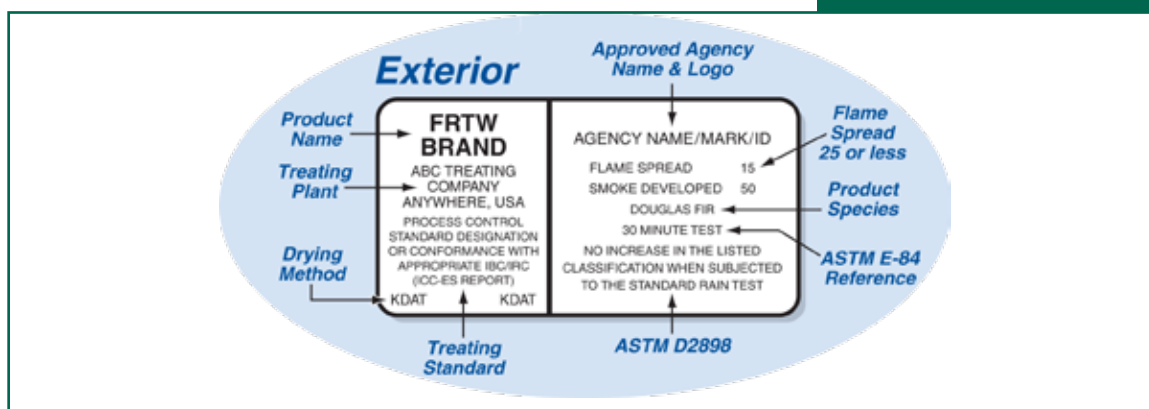 Exterior
Approved Agency
Name & Logo
Product
Name
Treating
Plant
Drying
Method
FRTW
BRAND
ABC TREATING
COMPANY
ANYWHERE, USA
PROCESS CONTROL
STANDARD DESIGNATION
OR CONFORMANCE WITH
APPROPRIATE IBC/IRC
(ICC-ES REPORT)
KDAT KDAT
Treating
Standard
AGENCY NAME/MARK/ID
FLAME SPREAD 15
SMOKE DEVELOPED 50
DOUGLAS FIR
30 MINUTE TEST
NO INCREASE IN THE LISTED
CLASSIFICATION WHEN SUBJECTED
TO THE STANDARD RAIN TEST
ASTM D2898
Flame
Spread
25 or less
Product
Species
ASTM E-84
Reference